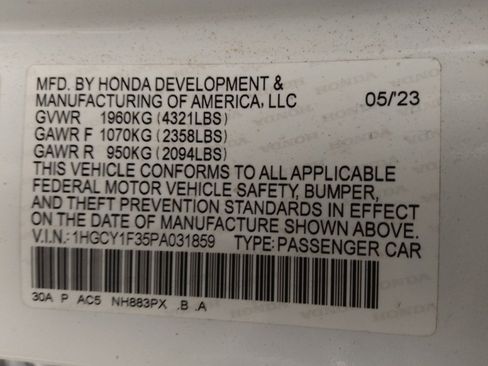 MFD. BY HONDA DEVELOPMENT &
MANUFACTURING OF AMERICA, LLC 05/'23
GVWR 1960KG (4321LBS)
GAWR F 1070KG (2358LBS)
GAWR R 950KG (2094LBS)
THIS VEHICLE CONFORMS TO ALL APPLICABLE
FEDERAL MOTOR VEHICLE SAFETY, BUMPER,
AND THEFT PREVENTION STANDARDS IN EFFECT
ON THE DATE OF MANUFACTURE SHOWN ABOVE.
V.I.N.: 1HGCY1F35PA031859 TYPE: PASSENGER CAR
30A P AC5 NH883PX .B .A